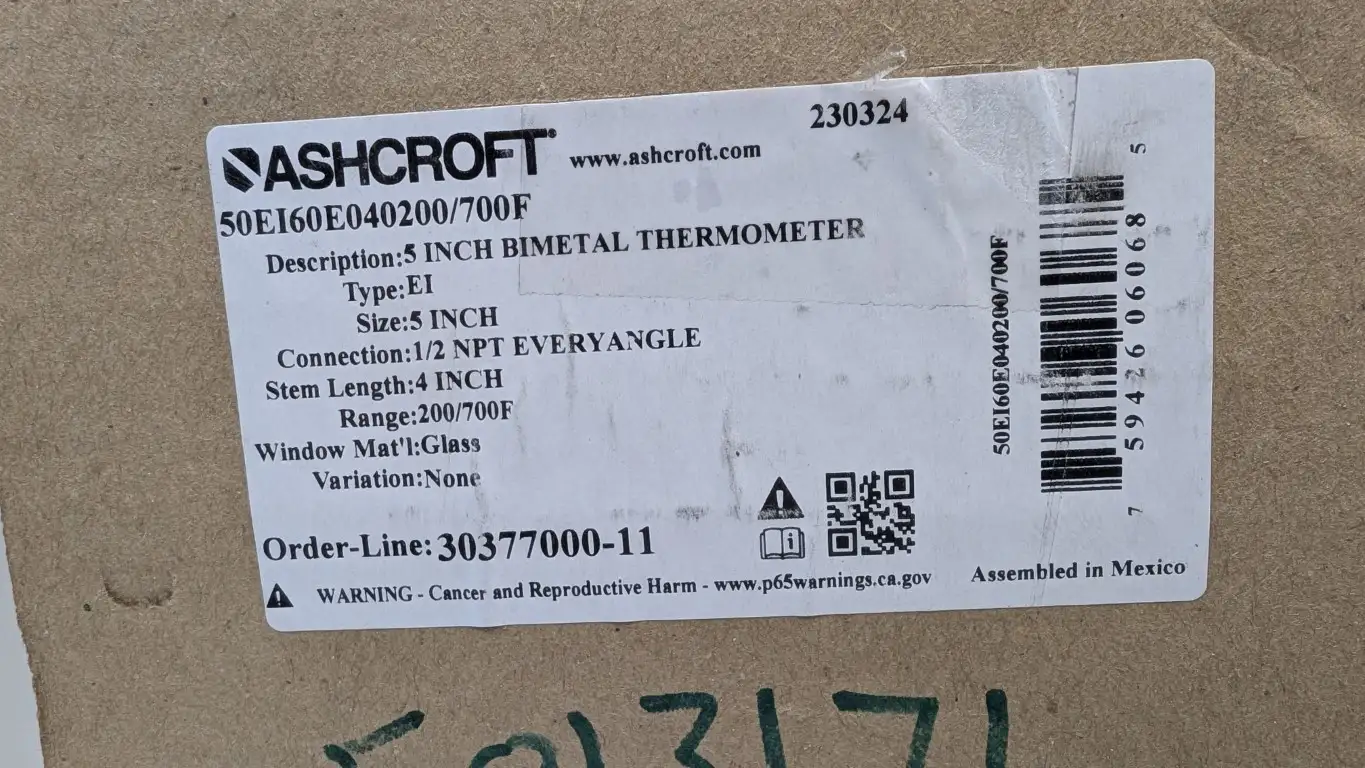 ASHCROFT® www.ashcroft.com 230324
50EI60E040200/700F
Description:5 INCH BIMETAL THERMOMETER
Type:EI
Size:5 INCH
Connection:1/2 NPT EVERYANGLE
Stem Length:4 INCH
Range:200/700F
Window Mat'l:Glass
Variation:None
Order-Line:30377000-11
WARNING - Cancer and Reproductive Harm - www.p65warnings.ca.gov
Assembled in Mexico
50EI60E040200/700F
7 59426 06068 5